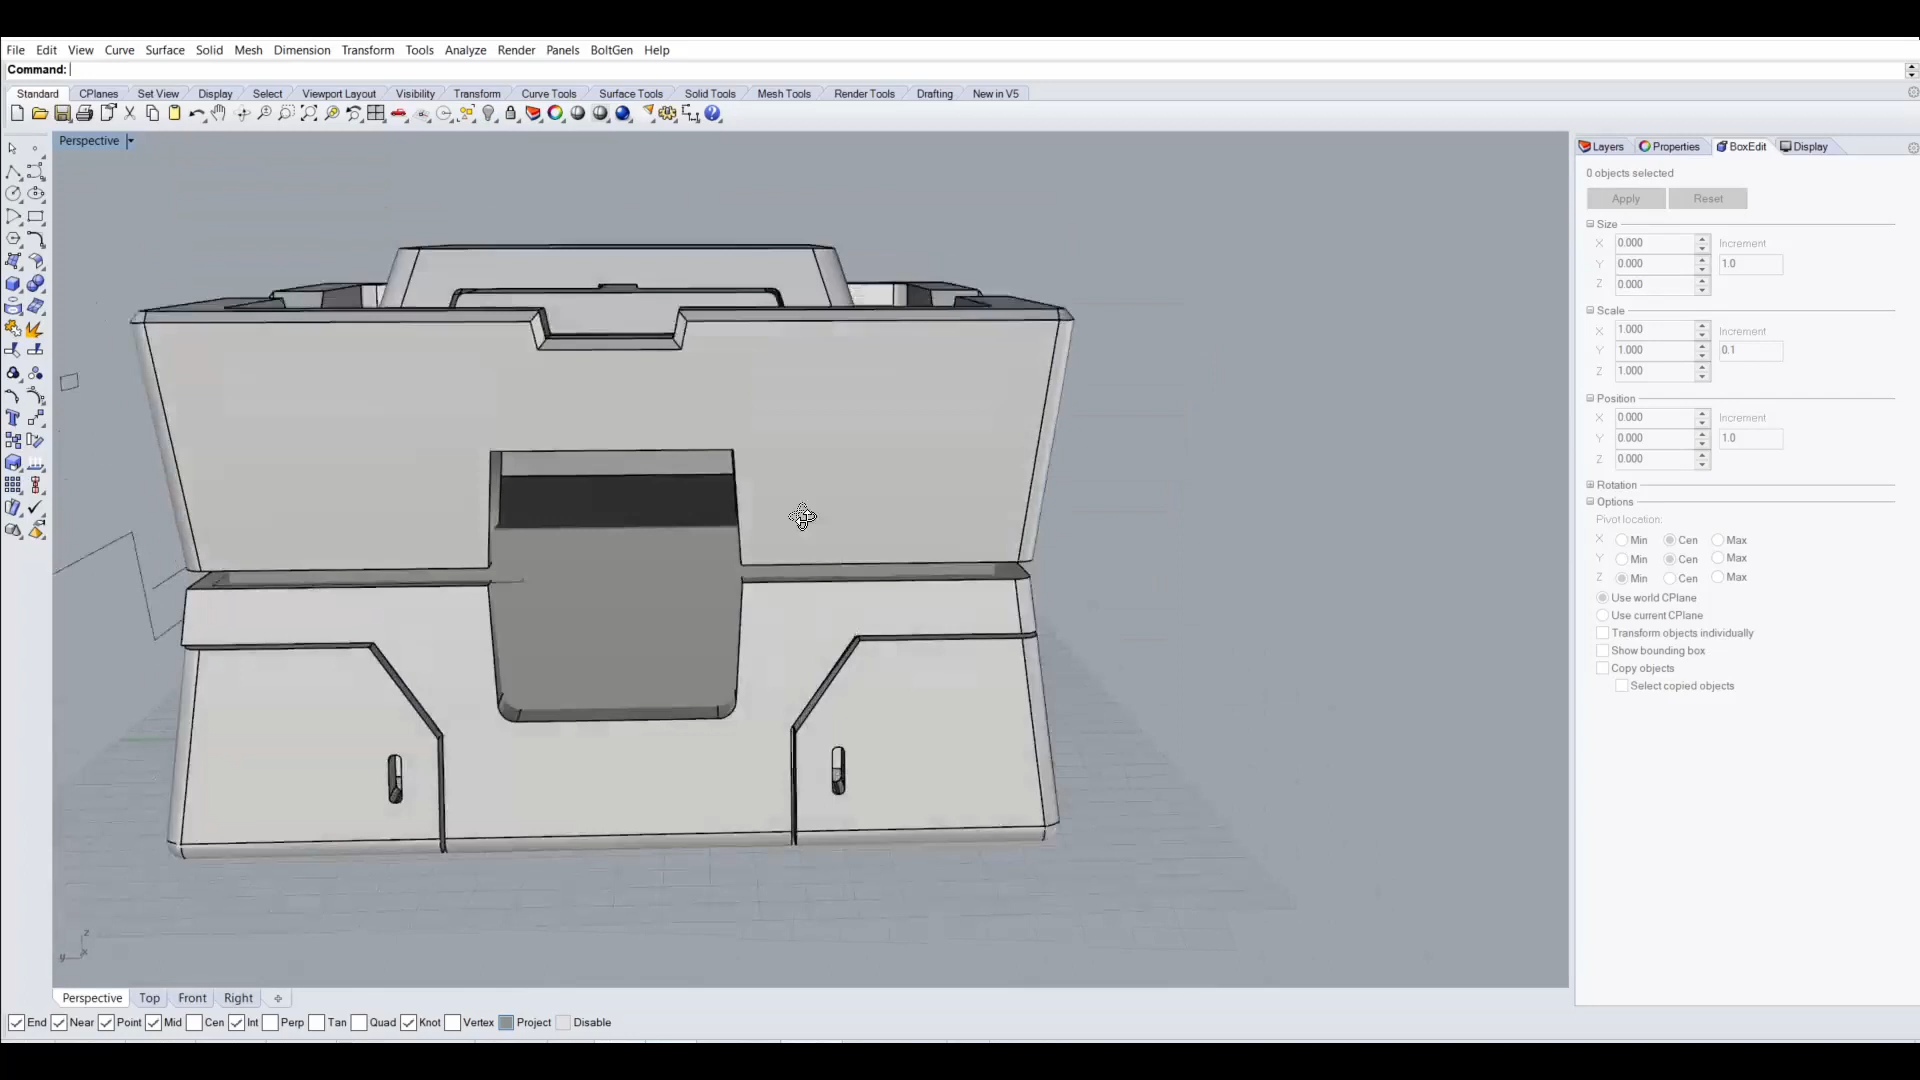 File Edit View Curve Surface Solid Mesh Dimension Transform Tools Analyze Render Panels BoltGen Help
Command:
Standard CPlanes Set View Display Select Viewport Layout Visibility Transform Curve Tools Surface Tools Solid Tools Mesh Tools Render Tools Drafting New in V5
Perspective
Layers Properties BoxEdit Display
0 objects selected
Apply Reset
Size
X 0.000 Increment
Y 0.000 1.0
Z 0.000
Scale
X 1.000 Increment
Y 1.000 0.1
Z 1.000
Position
X 0.000 Increment
Y 0.000 1.0
Z 0.000
Rotation
Options
Pivot location:
X Min Cen Max
Y Min Cen Max
Z Min Cen Max
Use world CPlane
Use current CPlane
Transform objects individually
Show bounding box
Copy objects
Select copied objects
z
y x
Perspective Top Front Right
End Near Point Mid Cen Int Perp Tan Quad Knot Vertex Project Disable